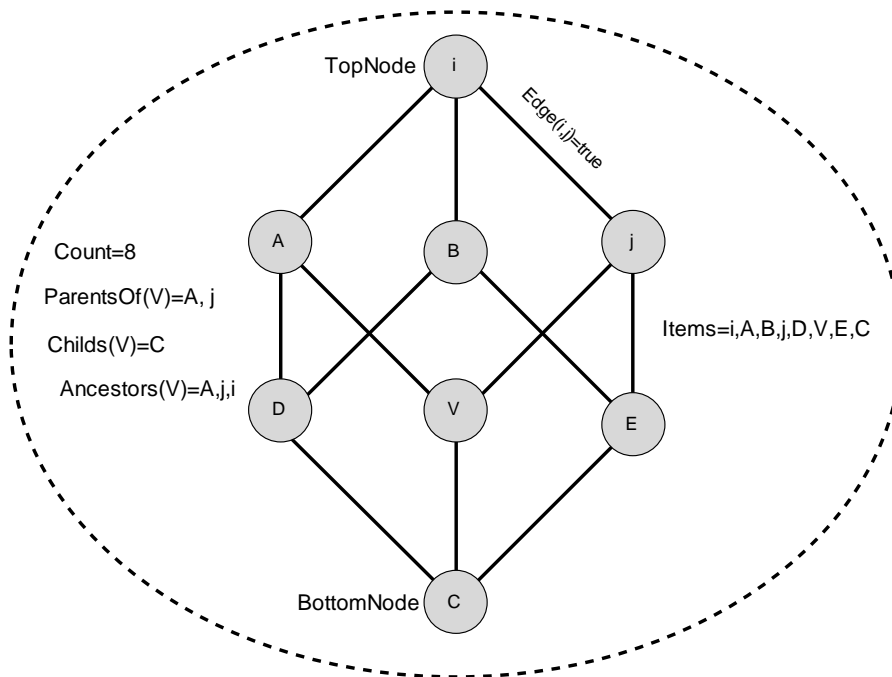 TopNode
i
Edge(i,j)=true
A
B
j
Count=8
ParentsOf(V)=A, j
Childs(V)=C
Ancestors(V)=A,j,i
Items=i,A,B,j,D,V,E,C
D
V
E
BottomNode
C